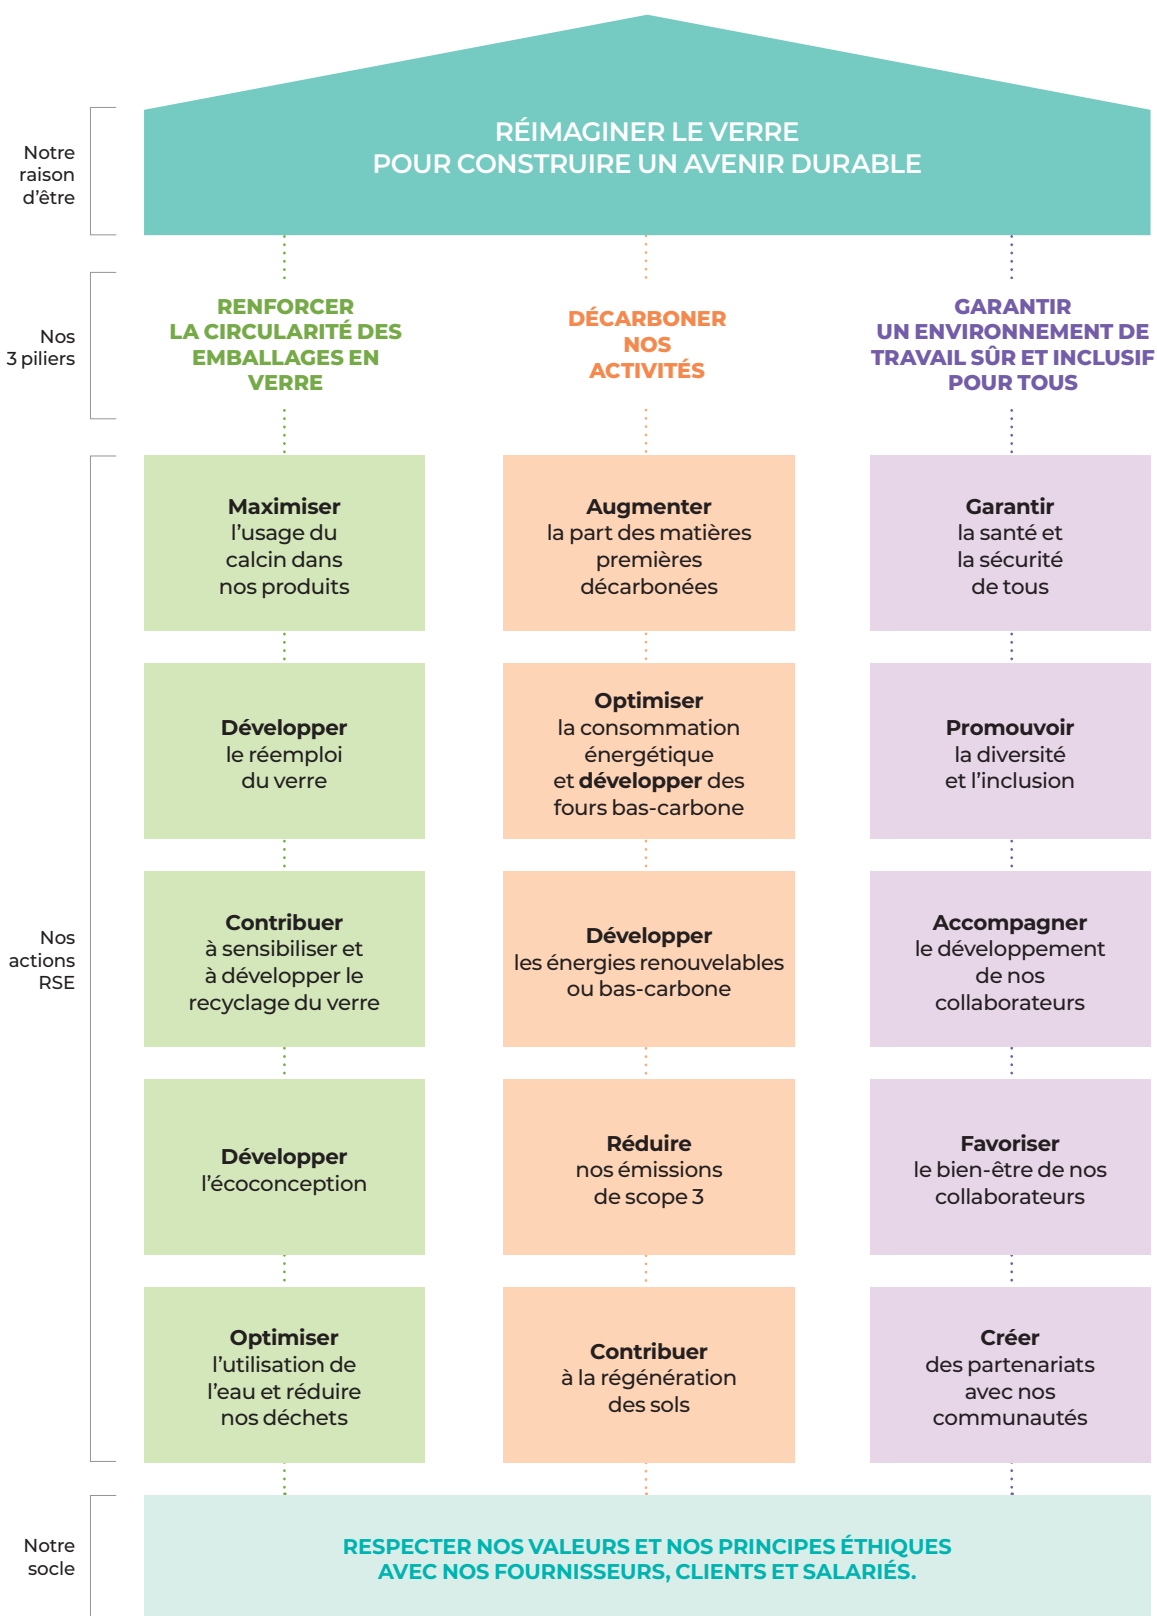 RÉIMAGINER LE VERRE
POUR CONSTRUIRE UN AVENIR DURABLE
Notre
raison
d'être
Nos
3 piliers
RENFORCER
LA CIRCULARITÉ DES
EMBALLAGES EN
VERRE
DÉCARBONER
NOS
ACTIVITÉS
GARANTIR
UN ENVIRONNEMENT DE
TRAVAIL SÛR ET INCLUSIF
POUR TOUS
Nos
actions
RSE
Maximiser
l'usage du
calcin dans
nos produits
Augmenter
la part des matières
premières
décarbonées
Garantir
la santé et
la sécurité
de tous
Développer
le réemploi
du verre
Optimiser
la consommation
énergétique
et développer des
fours bas-carbone
Promouvoir
la diversité
et l'inclusion
Contribuer
à sensibiliser et
à développer le
recyclage du verre
Développer
les énergies renouvelables
ou bas-carbone
Accompagner
le développement
de nos
collaborateurs
Développer
l'écoconception
Réduire
nos émissions
de scope 3
Favoriser
le bien-être de nos
collaborateurs
Optimiser
l'utilisation de
l'eau et réduire
nos déchets
Contribuer
à la régénération
des sols
Créer
des partenariats
avec nos
communautés
Notre
socle
RESPECTER NOS VALEURS ET NOS PRINCIPES ÉTHIQUES
AVEC NOS FOURNISSEURS, CLIENTS ET SALARIÉS.